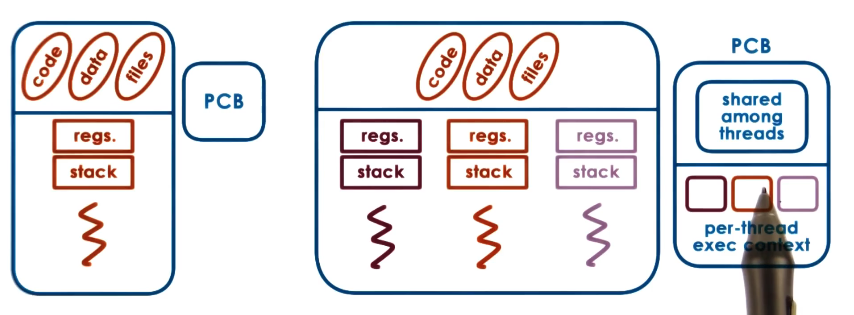 code data files
PCB
regs.
stack
code data files
regs. regs. regs.
stack stack stack
PCB
shared
among
threads
per-thread
exec context